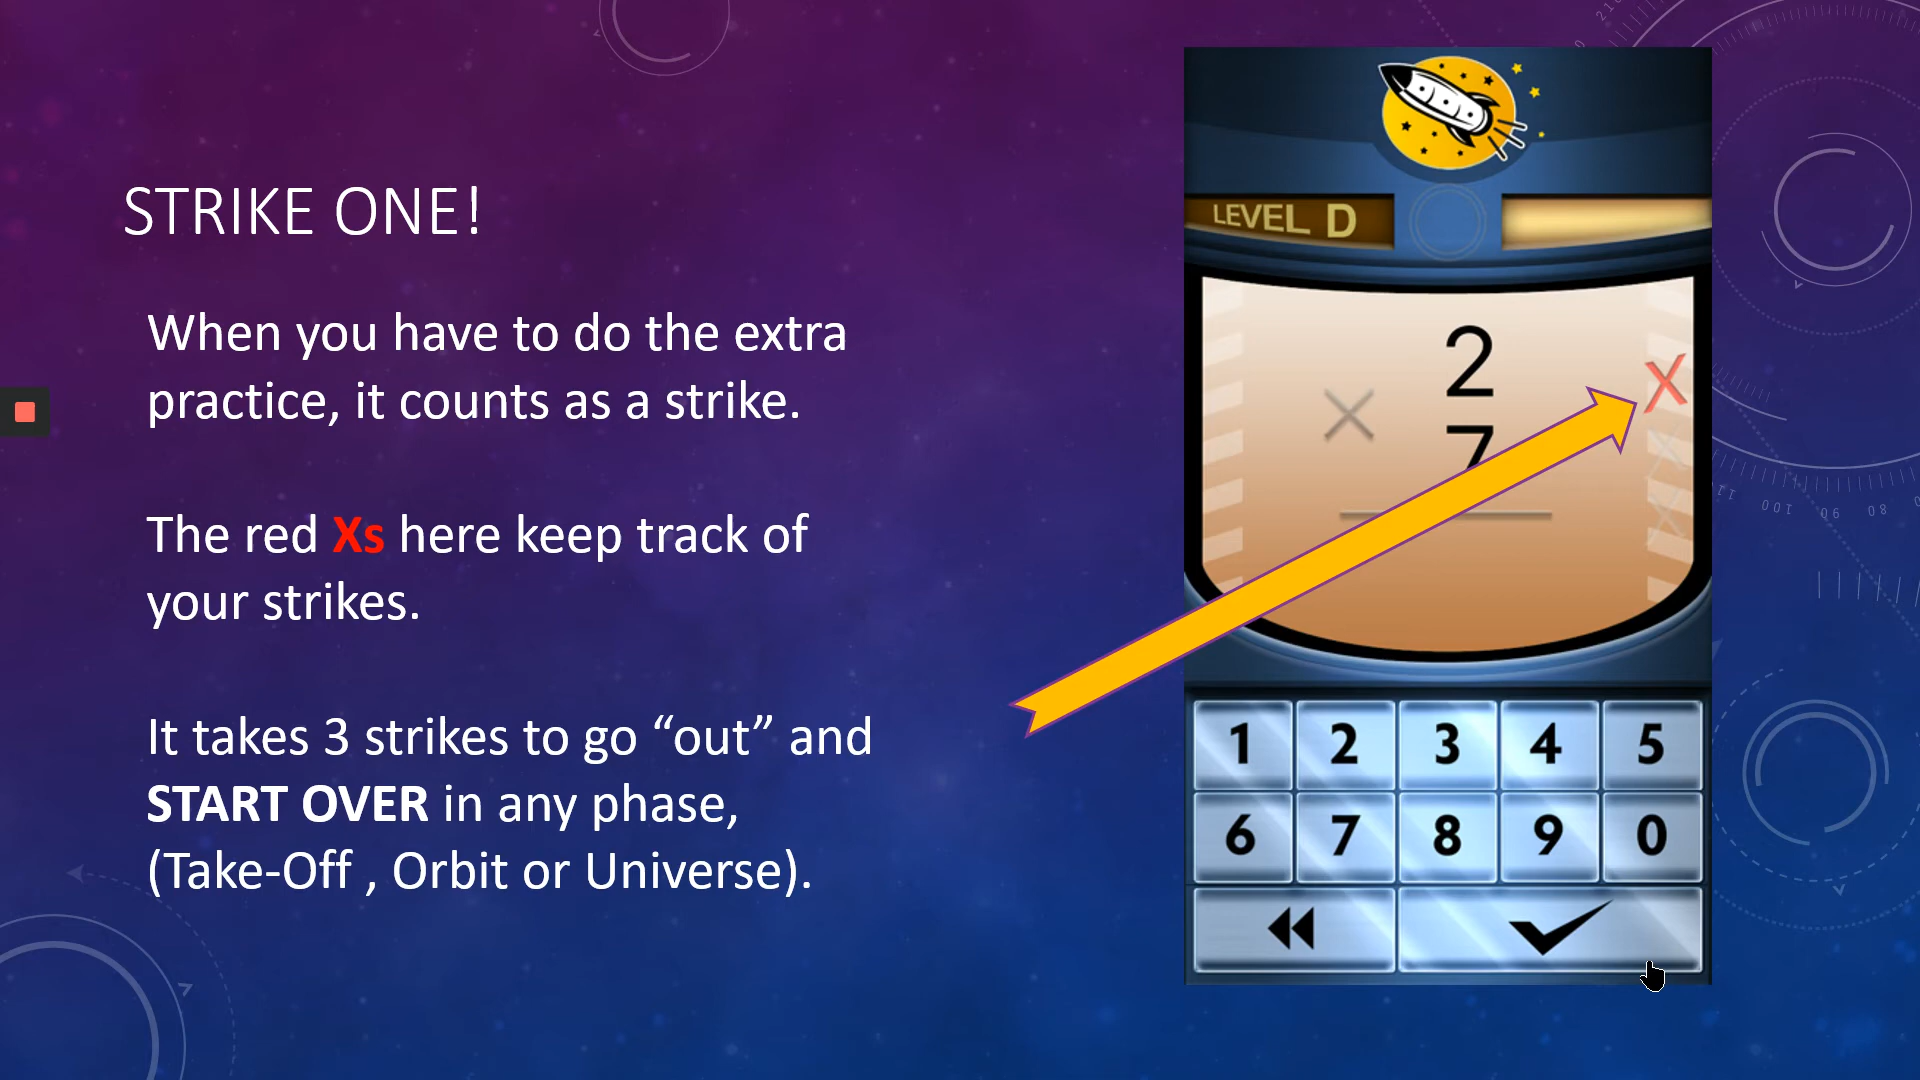 STRIKE ONE!
When you have to do the extra
practice, it counts as a strike.
The red Xs here keep track of
your strikes.
It takes 3 strikes to go “out” and
START OVER in any phase,
(Take-Off , Orbit or Universe).
LEVEL D
2
× 7
X
X
X
1 2 3 4 5
6 7 8 9 0